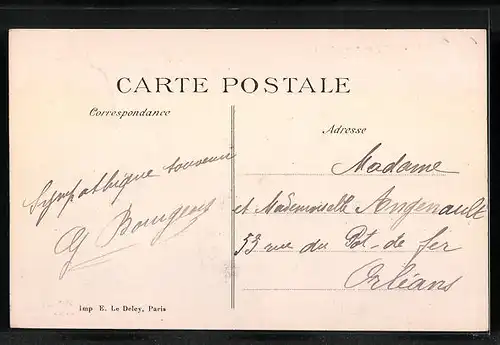 CARTE POSTALE
Correspondance
Adresse
Sympathique souvenir
Bourgeois
Madame
et Mademoiselle Angenault
53 rue du Pot-de fer
Orléans
Imp E. Le Deley, Paris